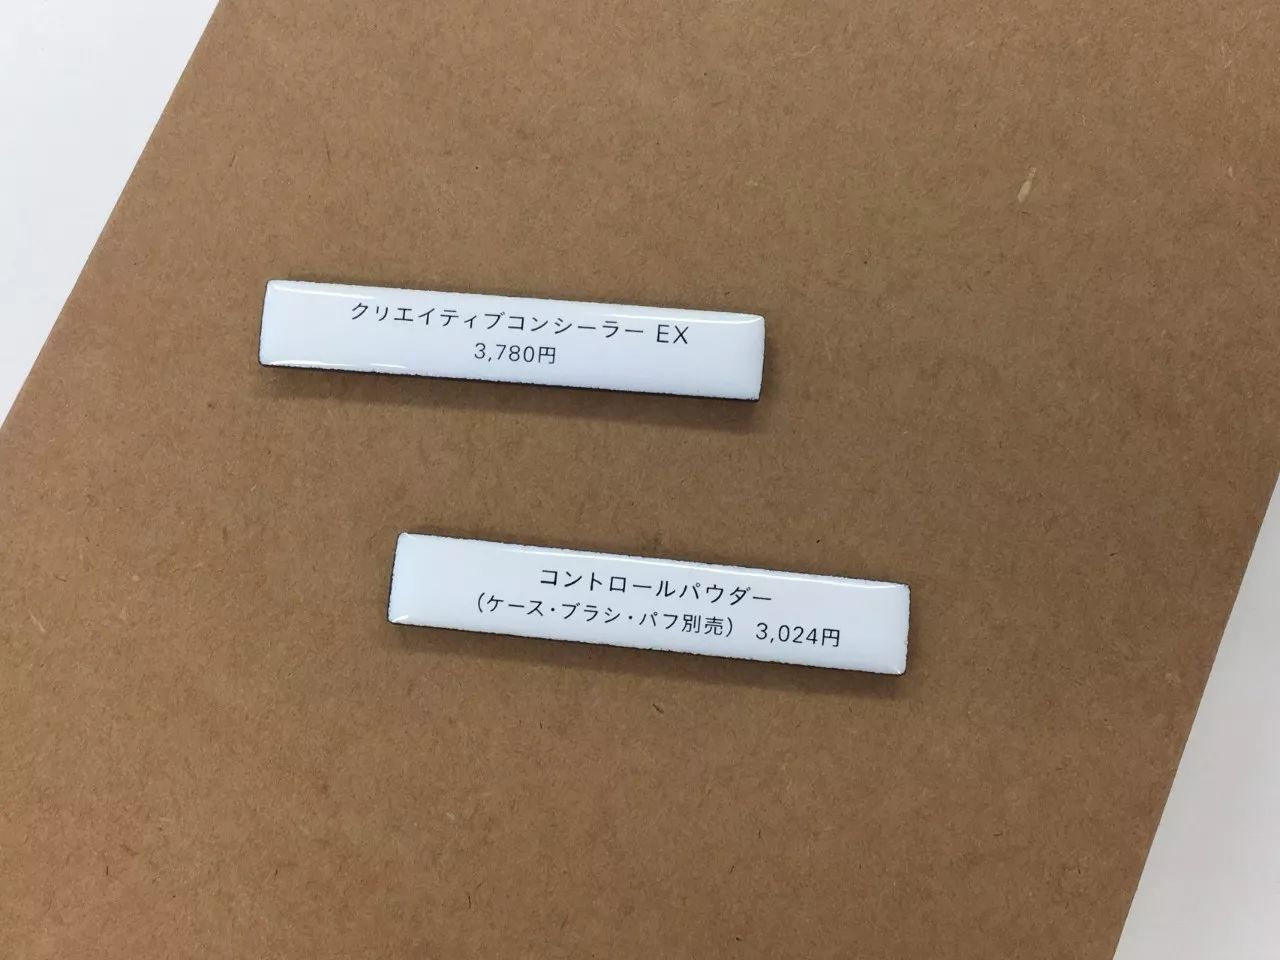 クリエイティブコンシーラー EX
3,780円
コントロールパウダー
(ケース・ブラシ・パフ別売) 3,024円